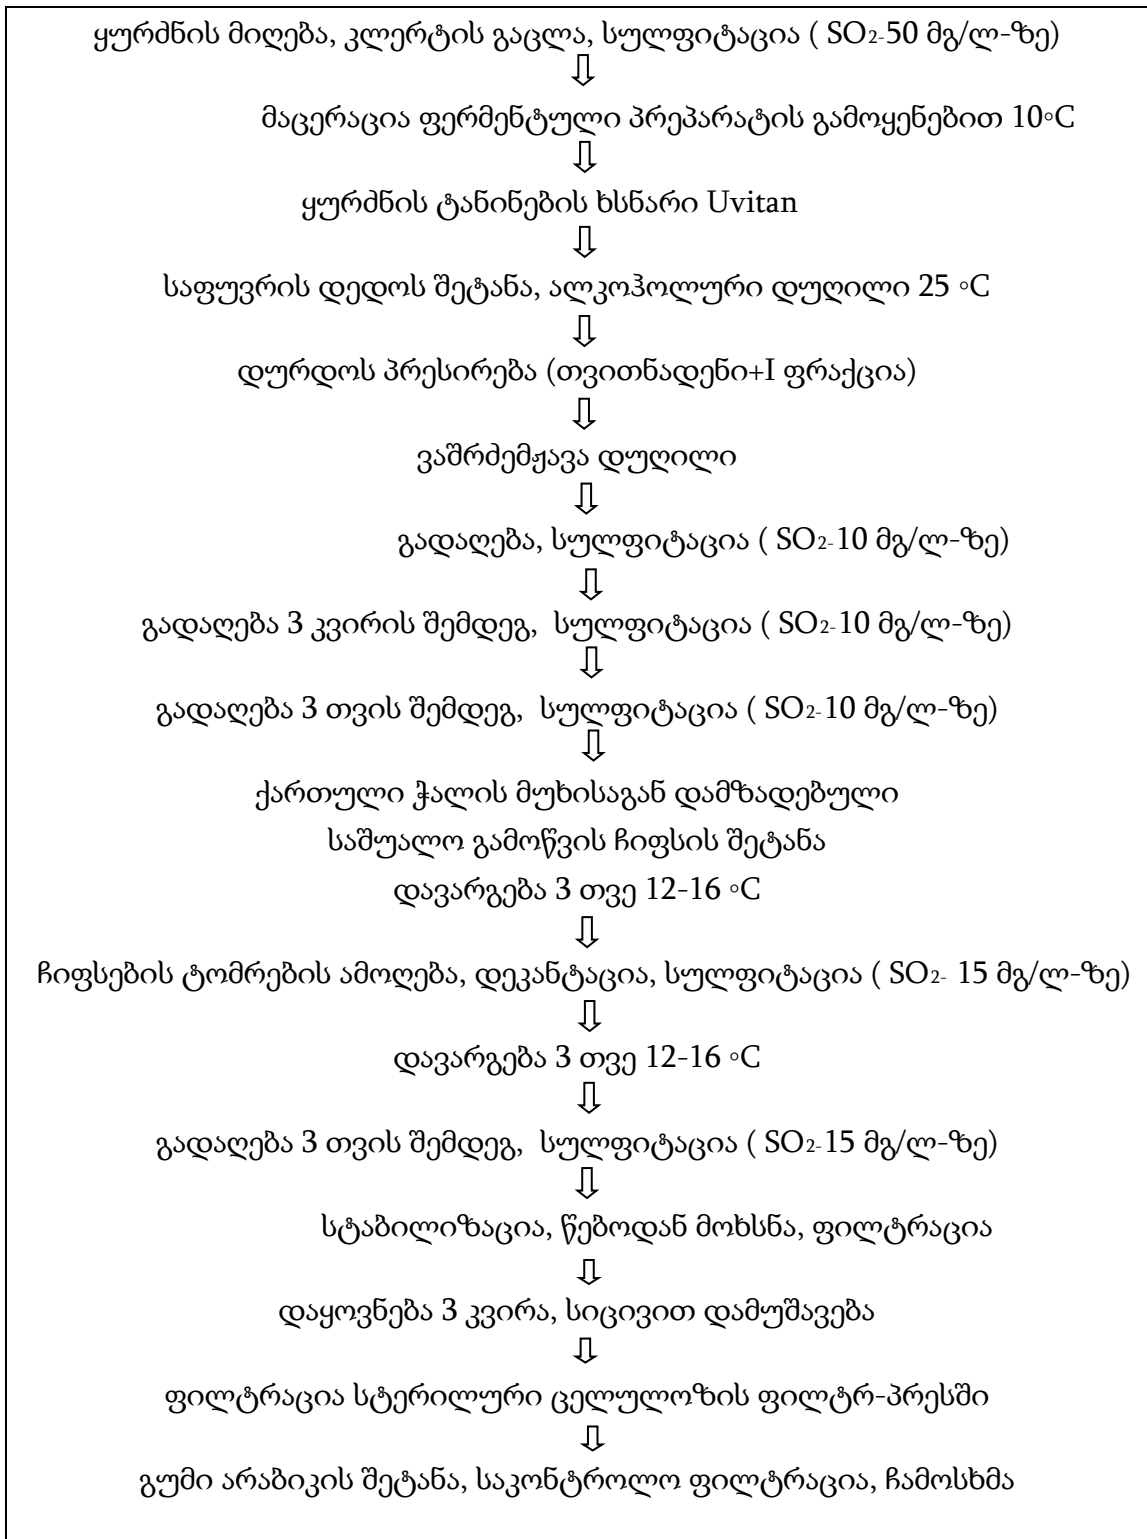 ყურძნის მიღება, კლერტის გაცლა, სულფიტაცია ( SO₂-50 მგ/ლ-ზე)
⇩
მაცერაცია ფერმენტული პრეპარატის გამოყენებით 10◦C
⇩
ყურძნის ტანინების ხსნარი Uvitan
⇩
საფუვრის დედოს შეტანა, ალკოჰოლური დუღილი 25 ◦C
⇩
დურდოს პრესირება (თვითნადენი+I ფრაქცია)
⇩
ვაშრძემჟავა დუღილი
⇩
გადაღება, სულფიტაცია ( SO₂-10 მგ/ლ-ზე)
⇩
გადაღება 3 კვირის შემდეგ, სულფიტაცია ( SO₂-10 მგ/ლ-ზე)
⇩
გადაღება 3 თვის შემდეგ, სულფიტაცია ( SO₂-10 მგ/ლ-ზე)
⇩
ქართული ჭალის მუხისაგან დამზადებული
საშუალო გამოწვის ჩიფსის შეტანა
დავარგება 3 თვე 12-16 ◦C
⇩
ჩიფსების ტომრების ამოღება, დეკანტაცია, სულფიტაცია ( SO₂- 15 მგ/ლ-ზე)
⇩
დავარგება 3 თვე 12-16 ◦C
⇩
გადაღება 3 თვის შემდეგ, სულფიტაცია ( SO₂-15 მგ/ლ-ზე)
⇩
სტაბილიზაცია, წებოდან მოხსნა, ფილტრაცია
⇩
დაყოვნება 3 კვირა, სიცივით დამუშავება
⇩
ფილტრაცია სტერილური ცელულოზის ფილტრ-პრესში
⇩
გუმი არაბიკის შეტანა, საკონტროლო ფილტრაცია, ჩამოსხმა